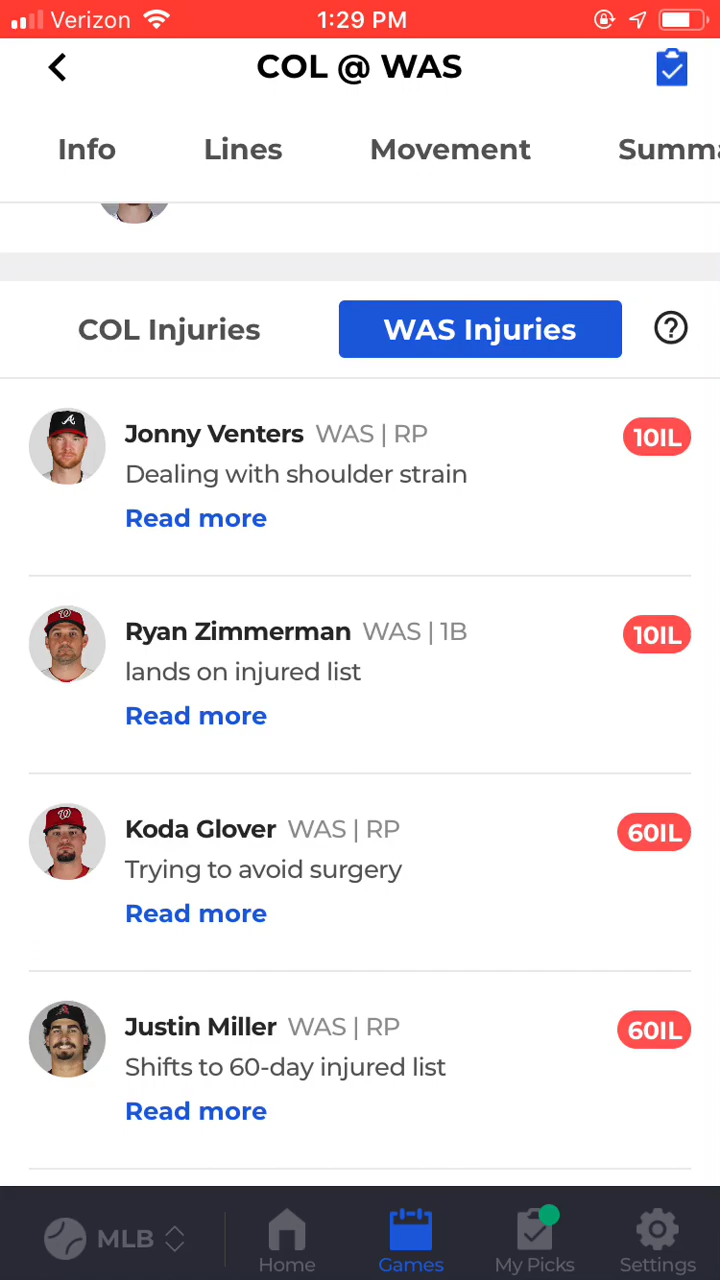 Verizon 1:29 PM
COL @ WAS
Info Lines Movement Summa
COL Injuries WAS Injuries ?
Jonny Venters WAS | RP 10IL
Dealing with shoulder strain
Read more
Ryan Zimmerman WAS | 1B 10IL
lands on injured list
Read more
Koda Glover WAS | RP 60IL
Trying to avoid surgery
Read more
Justin Miller WAS | RP 60IL
Shifts to 60-day injured list
Read more
MLB Home Games My Picks Settings